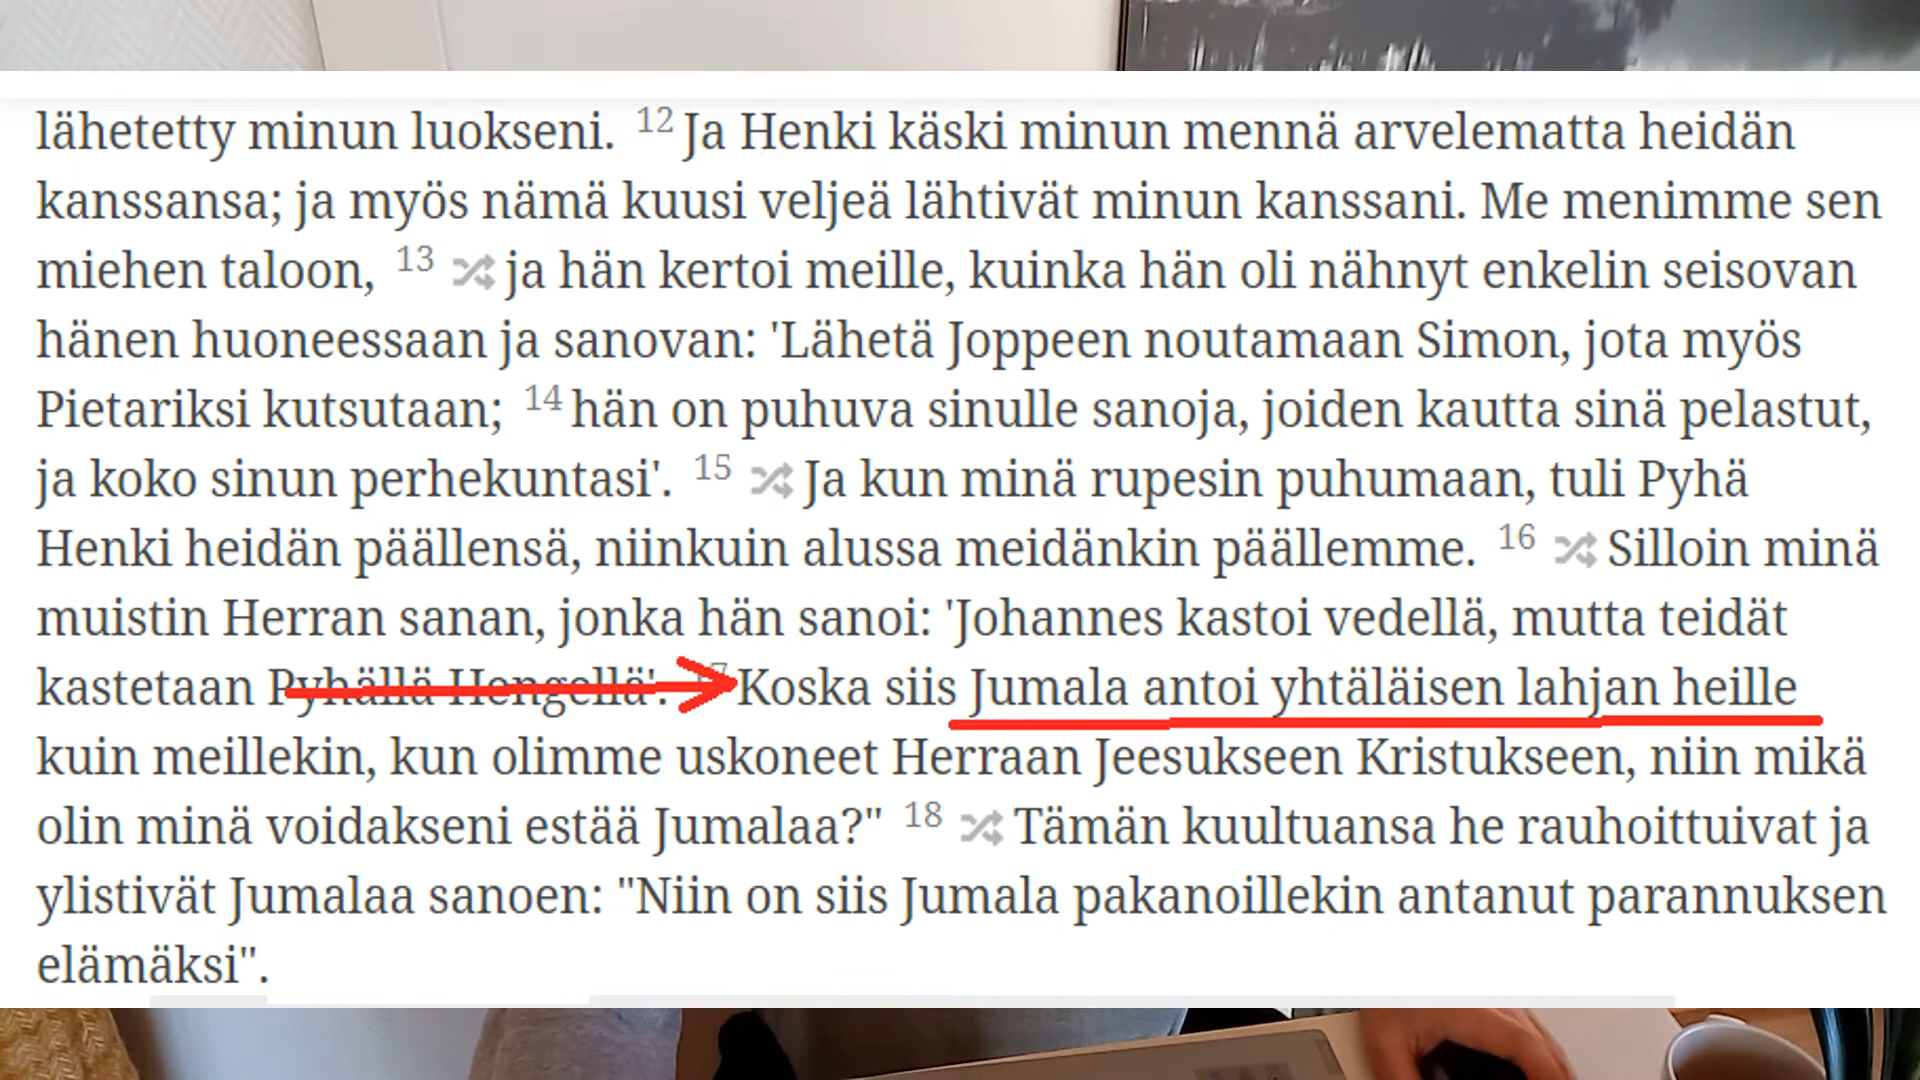 lähetetty minun luokseni. 12 Ja Henki käski minun mennä arvelematta heidän
kanssansa; ja myös nämä kuusi veljeä lähtivät minun kanssani. Me menimme sen
miehen taloon, 13 ja hän kertoi meille, kuinka hän oli nähnyt enkelin seisovan
hänen huoneessaan ja sanovan: 'Lähetä Joppeen noutamaan Simon, jota myös
Pietariksi kutsutaan; 14 hän on puhuva sinulle sanoja, joiden kautta sinä pelastut,
ja koko sinun perhekuntasi'. 15 Ja kun minä rupesin puhumaan, tuli Pyhä
Henki heidän päällensä, niinkuin alussa meidänkin päällemme. 16 Silloin minä
muistin Herran sanan, jonka hän sanoi: 'Johannes kastoi vedellä, mutta teidät
kastetaan Pyhällä Hengellä'. 17 Koska siis Jumala antoi yhtäläisen lahjan heille
kuin meillekin, kun olimme uskoneet Herraan Jeesukseen Kristukseen, niin mikä
olin minä voidakseni estää Jumalaa?" 18 Tämän kuultuansa he rauhoittuivat ja
ylistivät Jumalaa sanoen: "Niin on siis Jumala pakanoillekin antanut parannuksen
elämäksi".